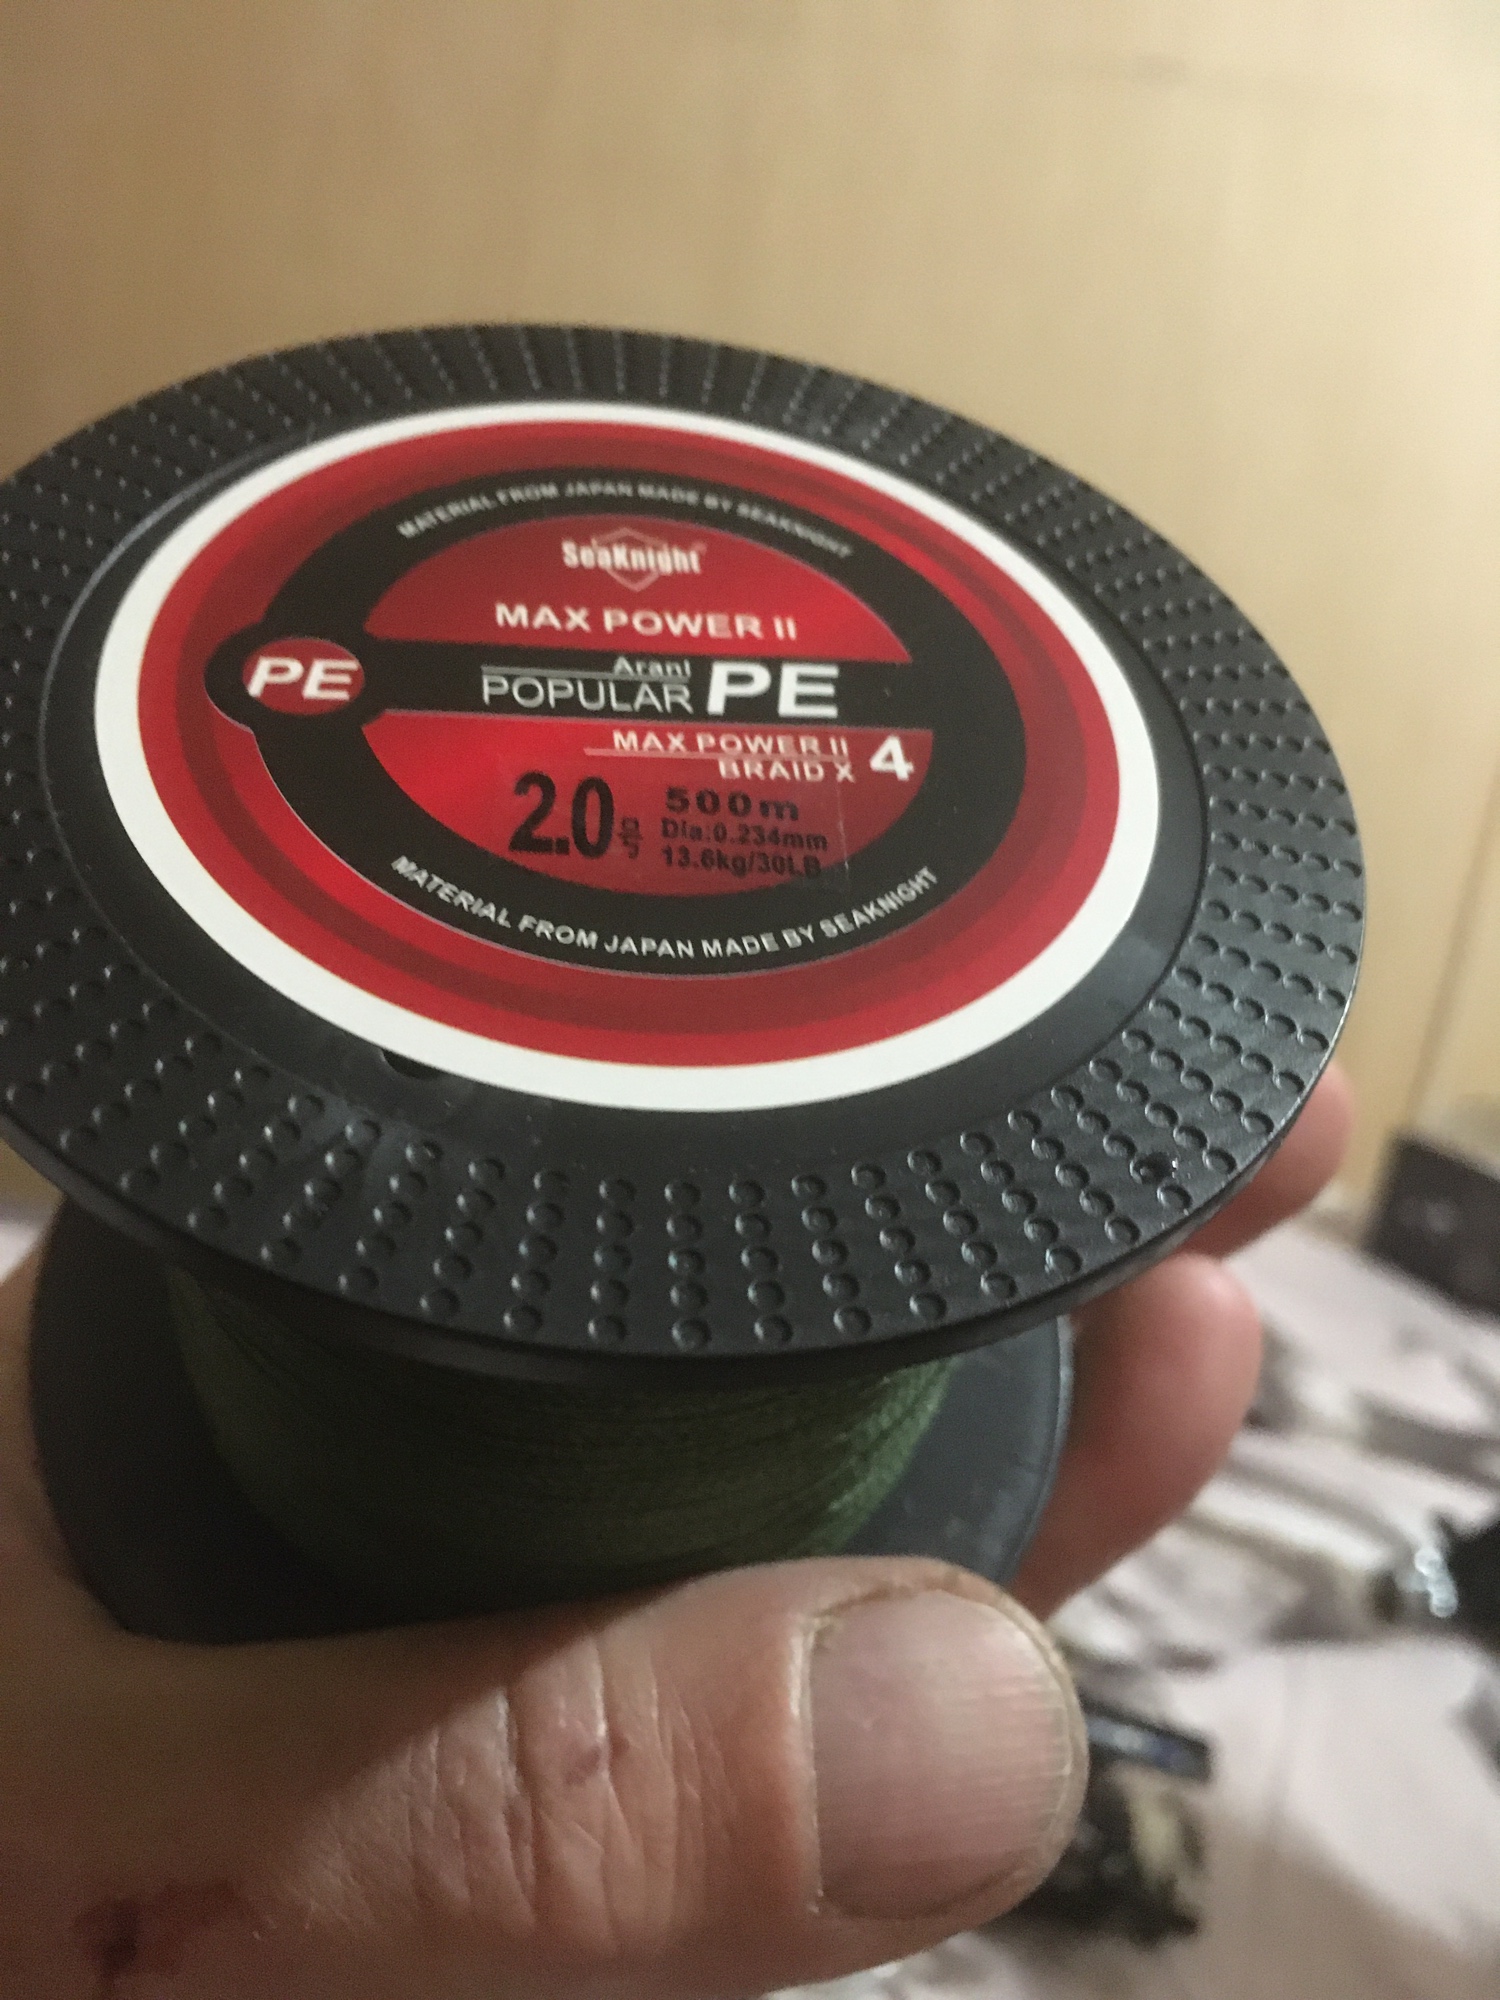 MATERIAL FROM JAPAN MADE BY SEAKNIGHT
SeaKnight
MAX POWER II
PE
Arani
POPULAR PE
MAX POWER II
BRAID X 4
2.0号
500m
Dia:0.234mm
13.6kg/30LB
MATERIAL FROM JAPAN MADE BY SEAKNIGHT